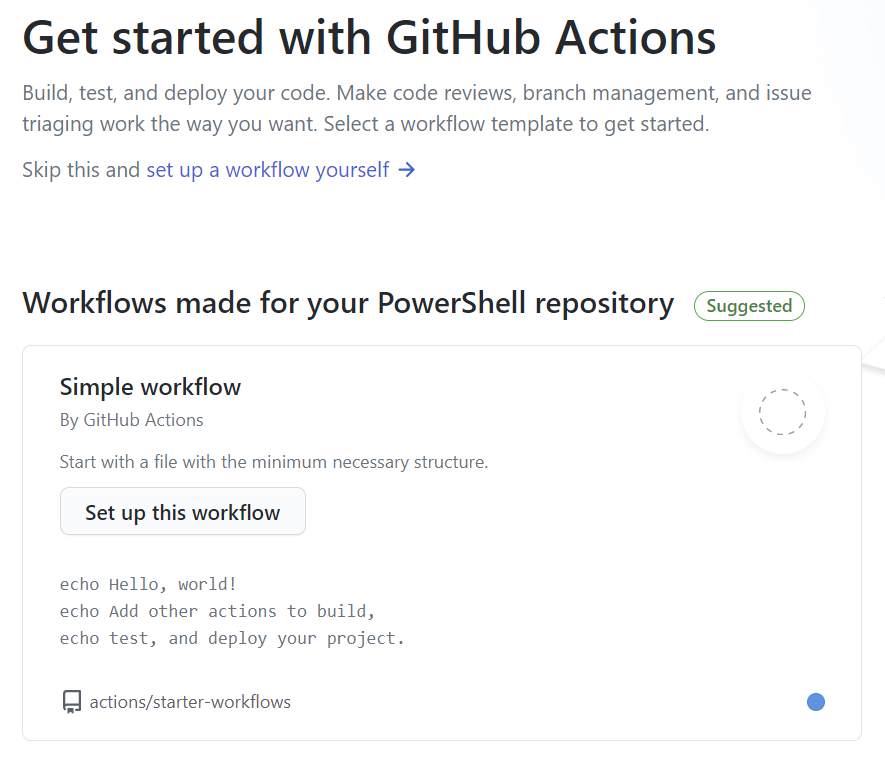 Get started with GitHub Actions
Build, test, and deploy your code. Make code reviews, branch management, and issue
triaging work the way you want. Select a workflow template to get started.
Skip this and set up a workflow yourself →
Workflows made for your PowerShell repository Suggested
Simple workflow
By GitHub Actions
Start with a file with the minimum necessary structure.
Set up this workflow
echo Hello, world!
echo Add other actions to build,
echo test, and deploy your project.
actions/starter-workflows